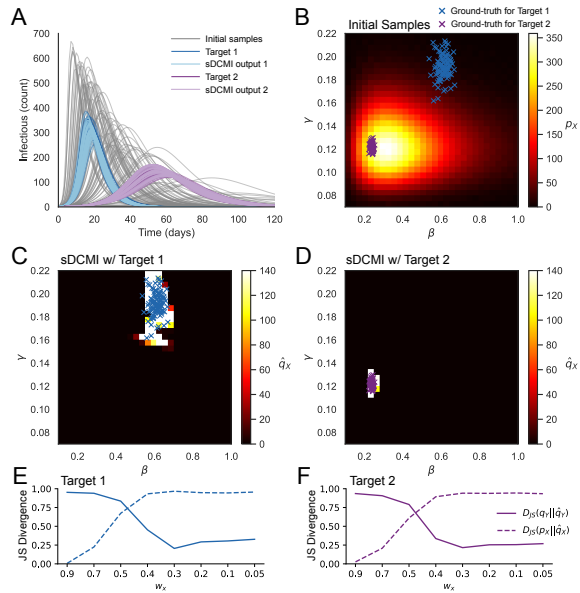 A
Infectious (count)
700
600
500
400
300
200
100
0
0 20 40 60 80 100 120
Time (days)
Initial samples
Target 1
sDCMI output 1
Target 2
sDCMI output 2
B
Initial Samples
× Ground-truth for Target 1
× Ground-truth for Target 2
γ
0.22
0.20
0.18
0.16
0.14
0.12
0.10
0.08
0.2 0.4 0.6 0.8 1.0
β
350
300
250
200
150
100
50
0
p_X
C
sDCMI w/ Target 1
γ
0.22
0.20
0.18
0.16
0.14
0.12
0.10
0.08
0.2 0.4 0.6 0.8 1.0
β
140
120
100
80
60
40
20
0
q̂_X
D
sDCMI w/ Target 2
γ
0.22
0.20
0.18
0.16
0.14
0.12
0.10
0.08
0.2 0.4 0.6 0.8 1.0
β
140
120
100
80
60
40
20
0
q̂_X
E
Target 1
JS Divergence
1.00
0.75
0.50
0.25
0.00
0.9 0.7 0.5 0.4 0.3 0.2 0.1 0.05
w_x
F
Target 2
JS Divergence
1.00
0.75
0.50
0.25
0.00
0.9 0.7 0.5 0.4 0.3 0.2 0.1 0.05
w_x
D_JS(q_Y||q̂_Y)
D_JS(p_X||q̂_X)